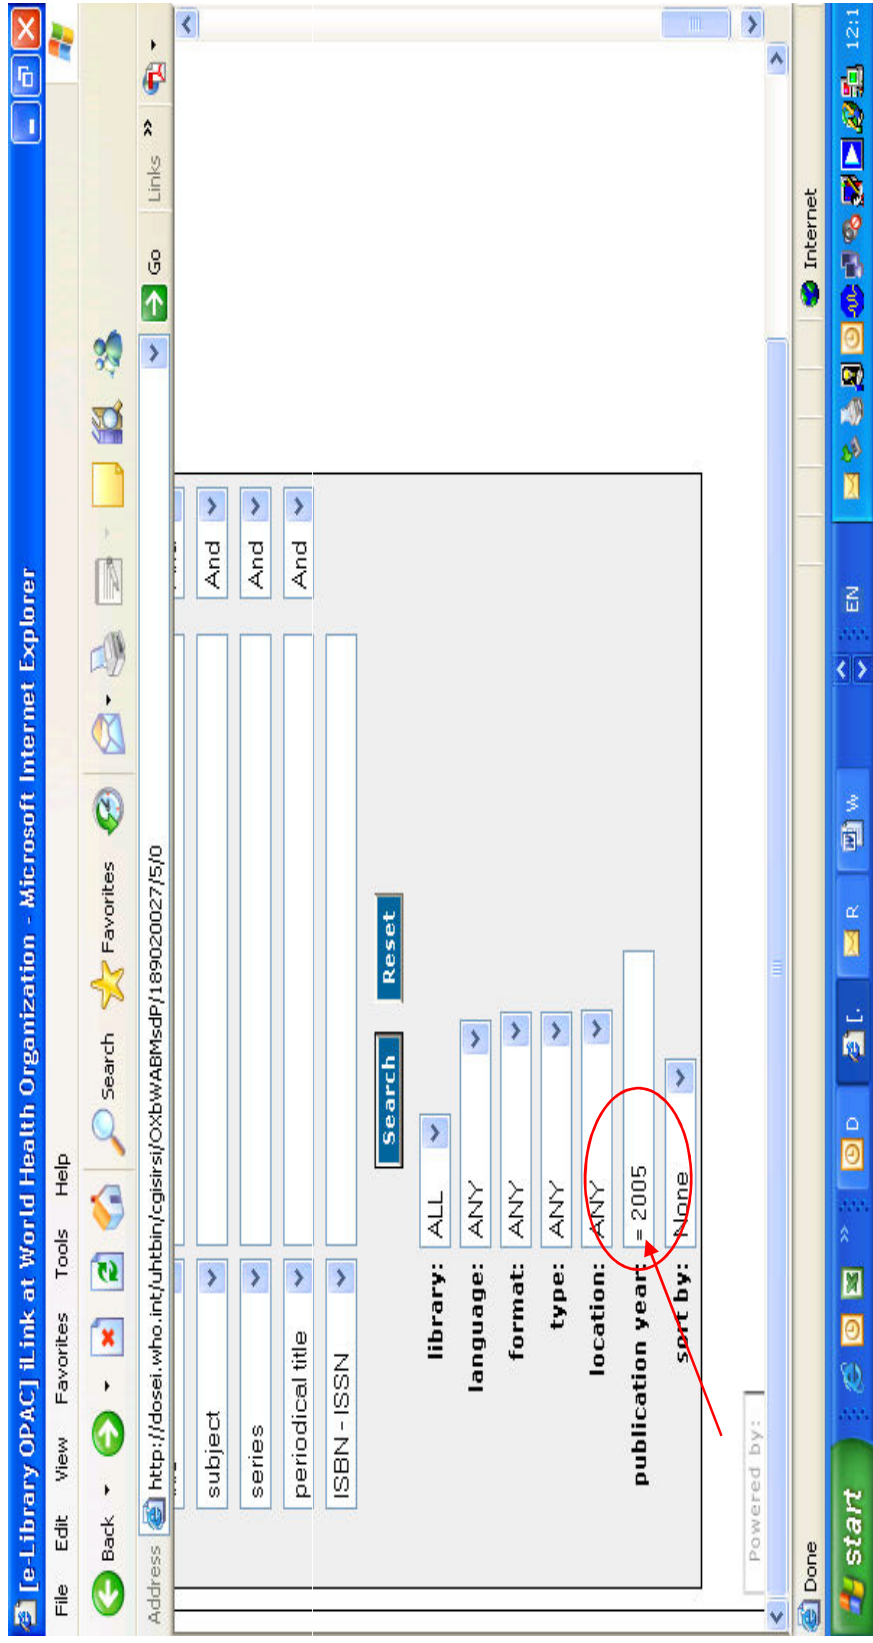 [e-Library OPAC] iLink at World Health Organization - Microsoft Internet Explorer
File Edit View Favorites Tools Help
Back Search Favorites
Address http://dosei.who.int/uhtbin/cgisirsi/OXbWABMsdP/189020027/5/0 Go Links »
subject And
series And
periodical title And
ISBN - ISSN
Search Reset
library: ALL
language: ANY
format: ANY
type: ANY
location: ANY
publication year: = 2005
sort by: None
Powered by:
Done Internet
start » D [. R W EN 12:1